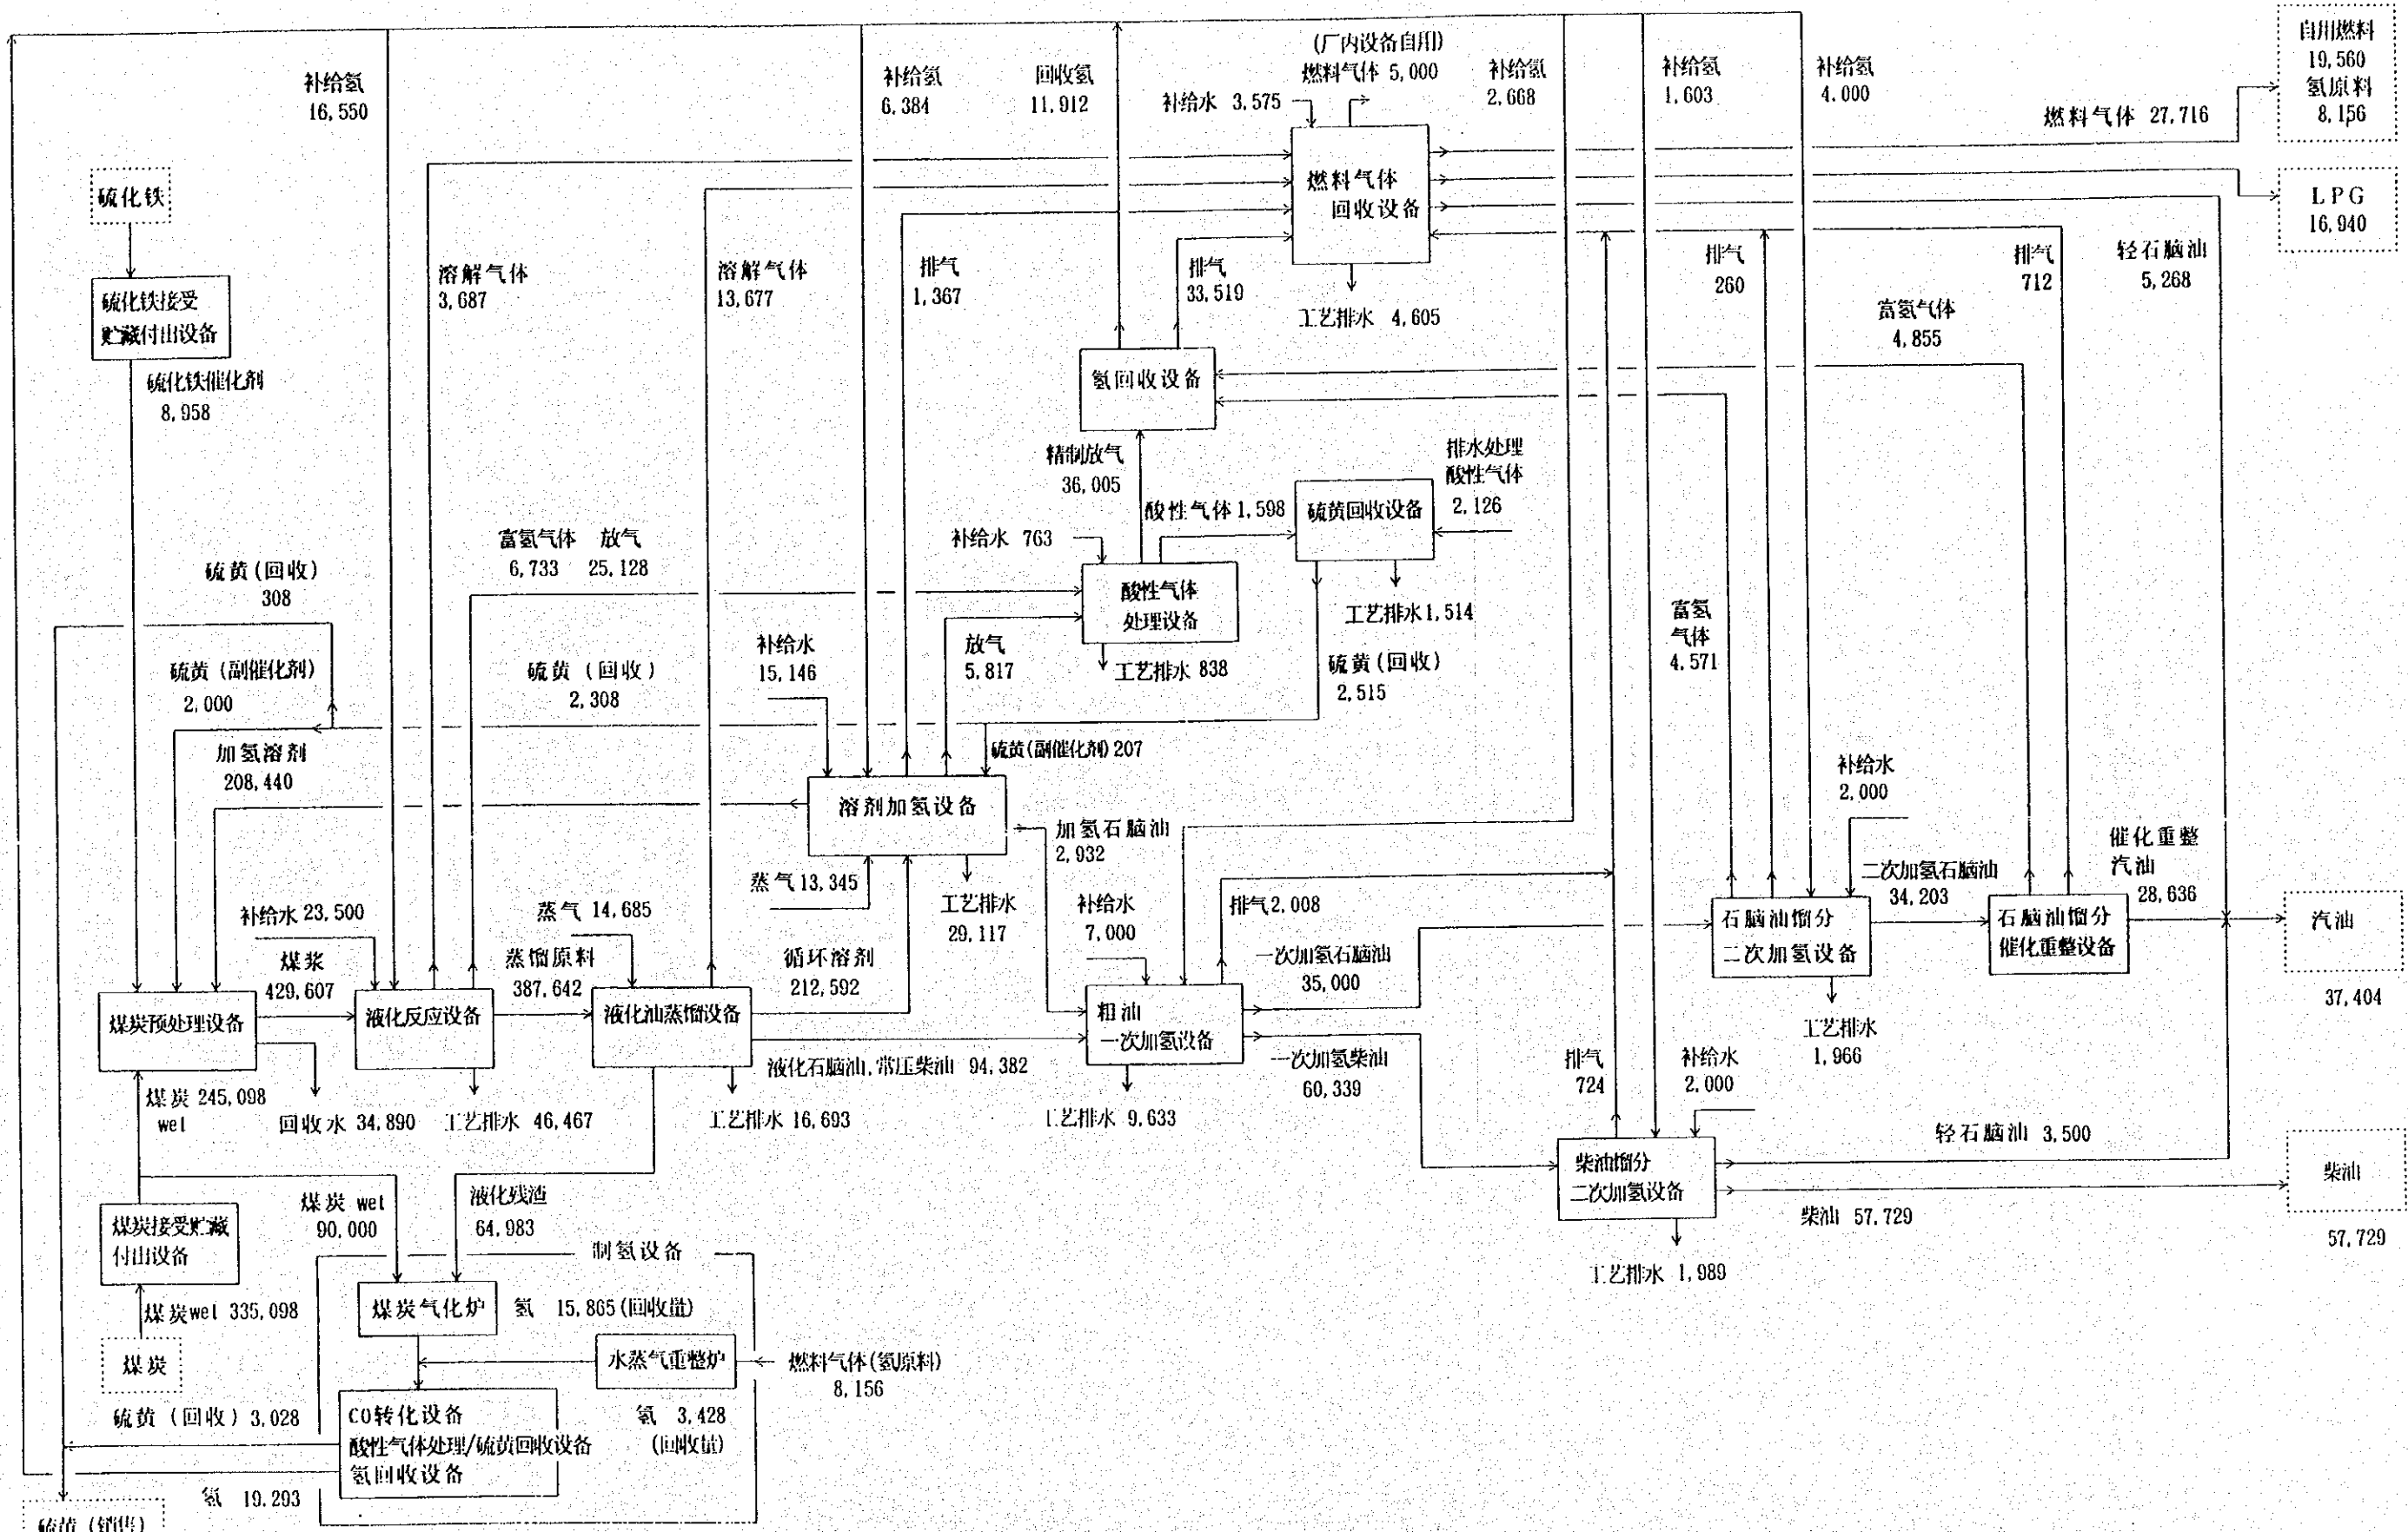 补给氢
16,550
补给氢
6,384
回收氢
11,912
(厂内设备自用)
燃料气体 5,000
补给水 3,575
补给氢
2,668
补给氢
1,603
补给氢
4.000
燃料气体 27,716
自用燃料
19,560
氢原料
8,156
LPG
16,940
硫化铁
硫化铁接受
贮藏付出设备
硫化铁催化剂
8,958
溶解气体
3,687
溶解气体
13,677
排气
1,367
排气
33,519
燃料气体
回收设备
工艺排水 4,605
排气
260
排气
712
轻石脑油
5,268
富氢气体
4,855
氢回收设备
精制放气
36,005
排水处理
酸性气体
2,126
酸性气体 1,598
硫黄回收设备
补给水 763
酸性气体
处理设备
工艺排水 1,514
工艺排水 838
硫黄(回收)
2,515
富氢气体 放气
6,733 25,128
硫黄(回收)
308
硫黄 (副催化剂)
2,000
硫黄 (回收)
2,308
补给水
15,146
放气
5,817
硫黄(副催化剂) 207
富氢
气体
4.571
加氢溶剂
208,440
溶剂加氢设备
加氢石脑油
2,932
补给水
2,000
催化重整
汽油
28,636
二次加氢石脑油
34,203
蒸气 13,345
工艺排水
29,117
补给水
7,000
排气 2,008
一次加氢石脑油
35,000
石脑油馏分
二次加氢设备
石脑油馏分
催化重整设备
汽油
37,404
工艺排水
1,966
补给水 23,500
煤浆
429,607
蒸气 14,685
蒸馏原料
387,642
循环溶剂
212,592
煤炭预处理设备
液化反应设备
液化油蒸馏设备
粗油
一次加氢设备
液化石脑油,常压柴油 94,382
一次加氢柴油
60,339
排气
724
补给水
2,000
煤炭 245,098
wel
回收水 34,890
工艺排水 46,467
工艺排水 16,693
工艺排水 9,633
轻石脑油 3,500
柴油馏分
二次加氢设备
柴油
57,729
柴油 57,729
工艺排水 1,989
煤炭接受贮藏
付出设备
煤炭 wel
90,000
液化残渣
64,983
制氢设备
煤炭wel 335,098
煤炭
煤炭气化炉
氢 15,865(回收量)
水蒸气重整炉
燃料气体(氢原料)
8,156
硫黄 (回收) 3,028
CO转化设备
酸性气体处理/硫黄回收设备
氢回收设备
氢 3,428
(回收量)
氢 19.293
硫黄 (销售)